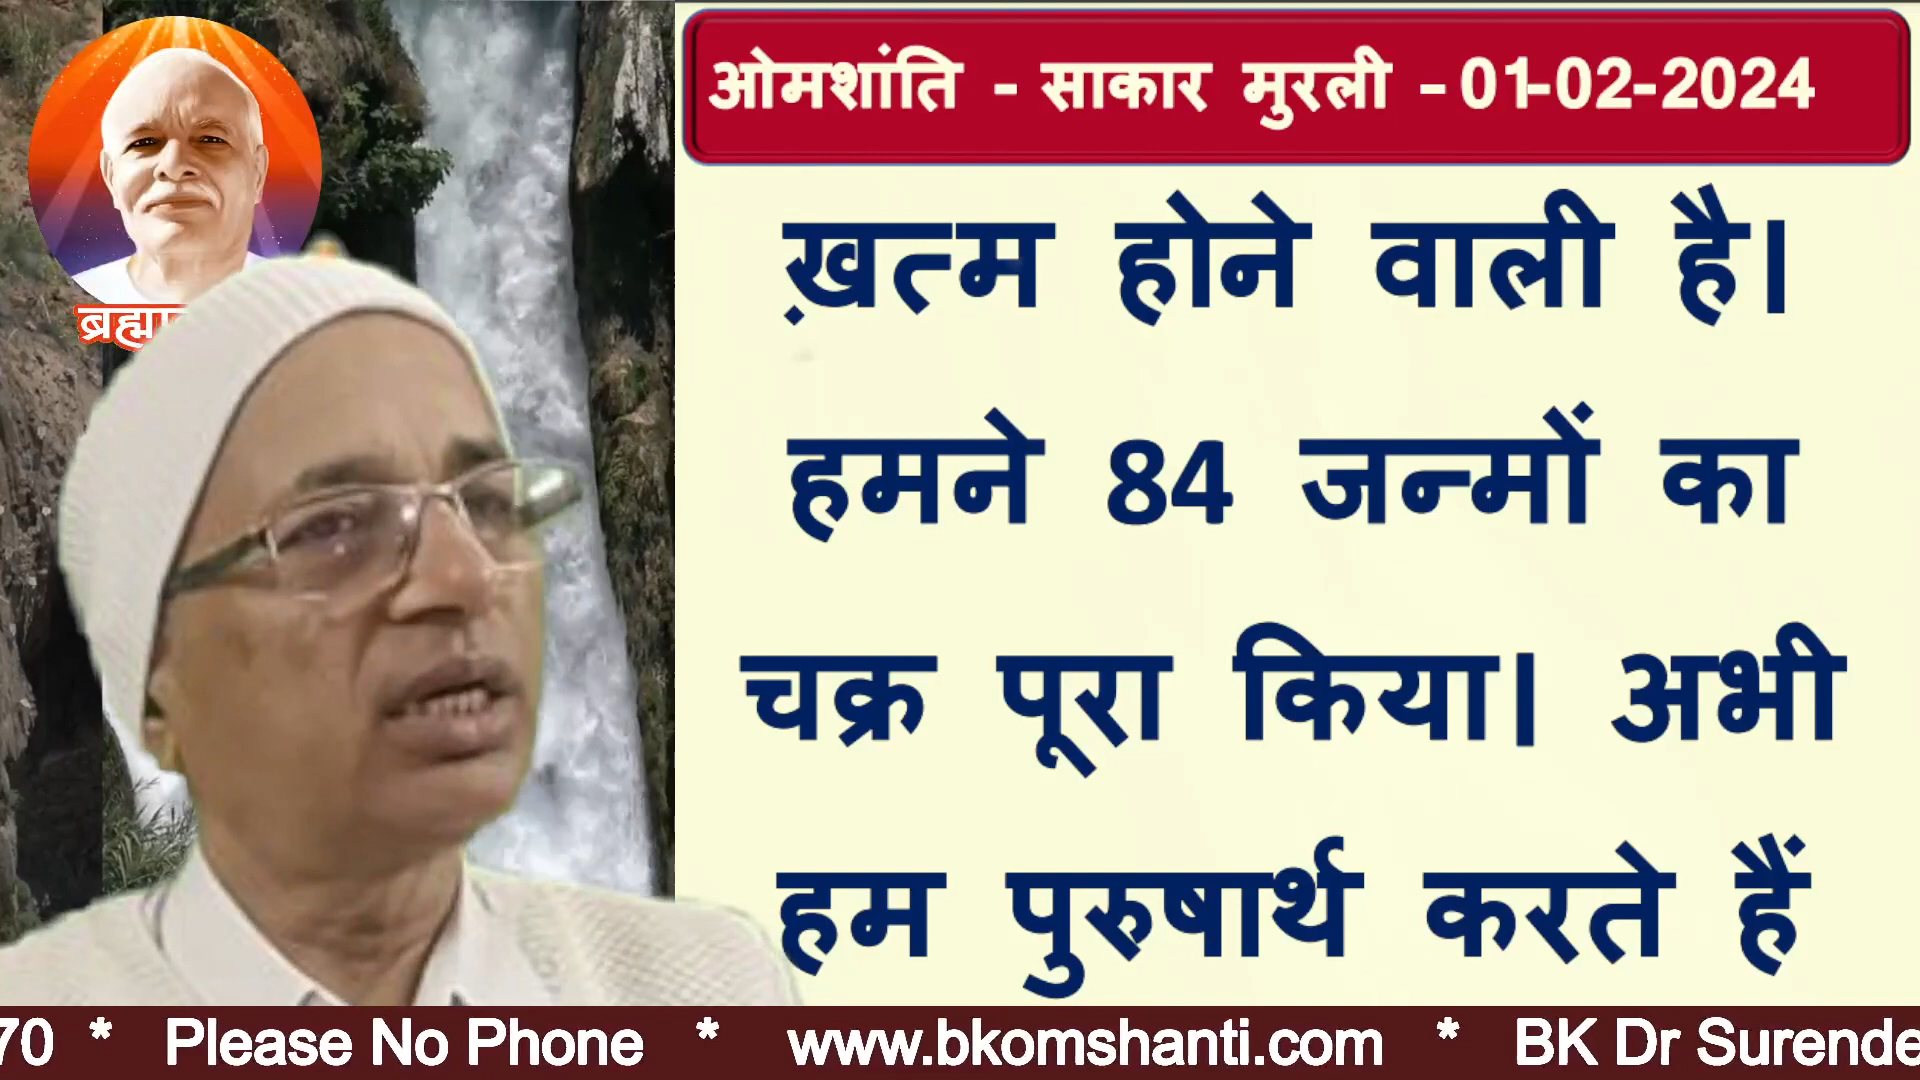 ओमशांति - साकार मुरली - 01-02-2024
ख़त्म होने वाली है।
हमने 84 जन्मों का
चक्र पूरा किया। अभी
हम पुरुषार्थ करते हैं
70 * Please No Phone * www.bkomshanti.com * BK Dr Surende